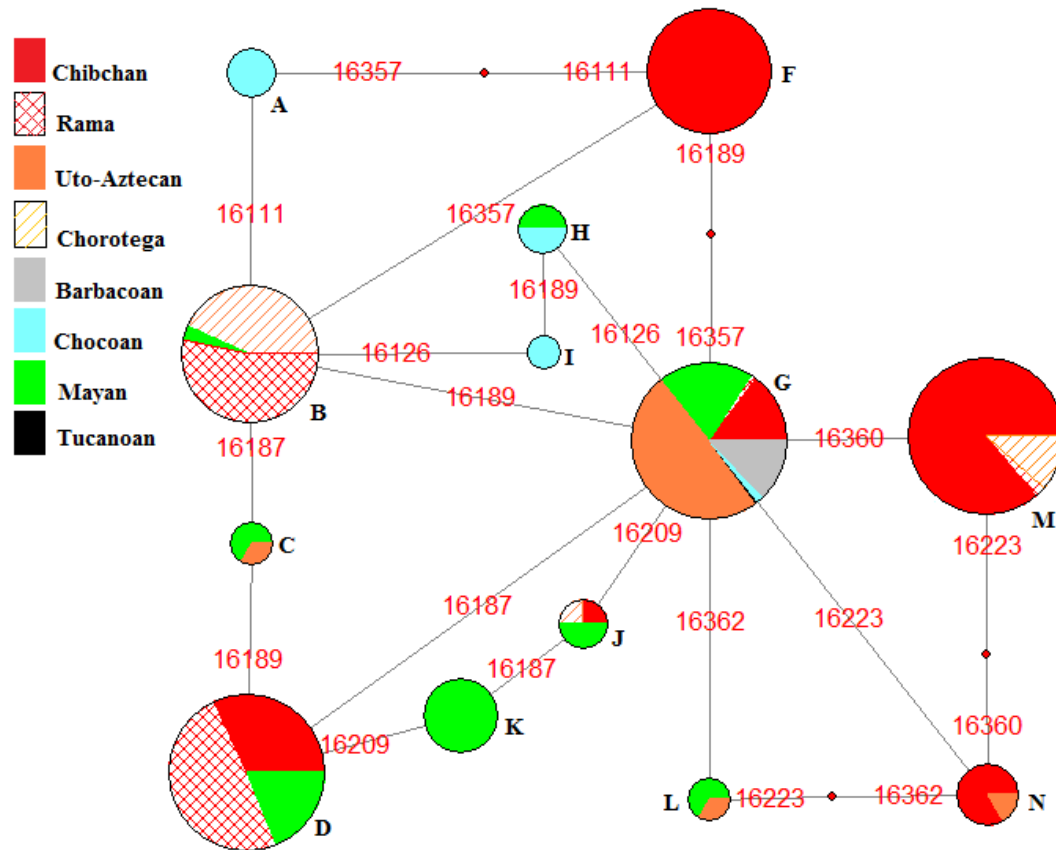 Chibchan
Rama
Uto-Aztecan
Chorotega
Barbacoan
Chocoan
Mayan
Tucanoan
16357
16111
F
A
16189
16111
16357
H
16189
16126
16357
G
16126
I
16189
B
16360
M
16187
16209
16223
C
16187
16362
16223
J
16189
16187
K
16209
16360
L
16223
16362
N
D